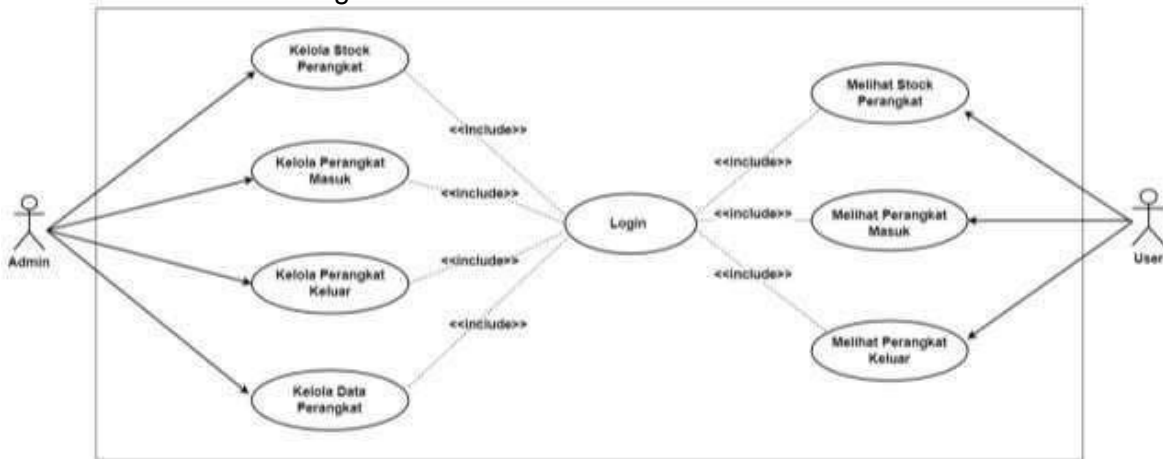 Kelola Stock
Perangkat
Melihat Stock
Perangkat
<<include>>
<<include>>
Kelola Perangkat
Masuk
<<include>>
<<include>>
Login
Melihat Perangkat
Masuk
Admin
User
Kelola Perangkat
Keluar
<<include>>
<<include>>
<<include>>
Melihat Perangkat
Keluar
Kelola Data
Perangkat